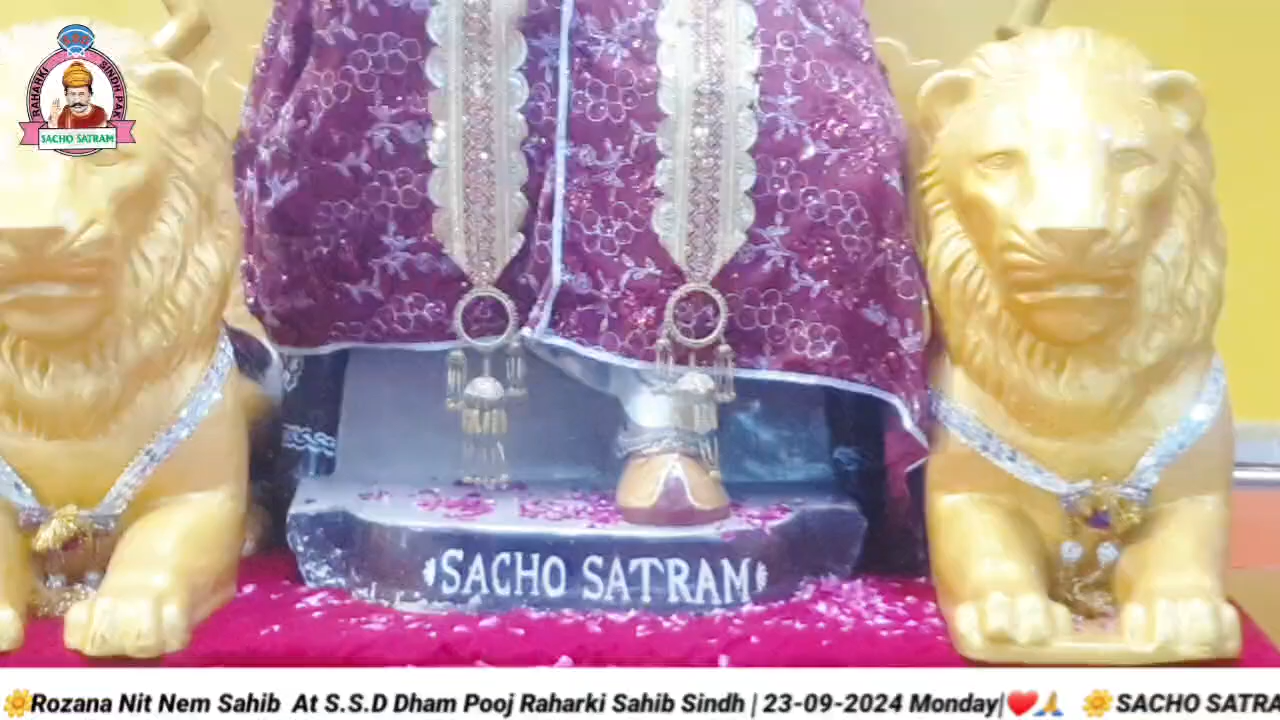 RAHARKI SINDH PAK
SACHO SATRAM
SACHO SATRAM
🌼Rozana Nit Nem Sahib At S.S.D Dham Pooj Raharki Sahib Sindh | 23-09-2024 Monday|❤️🙏 🌼SACHO SATRA